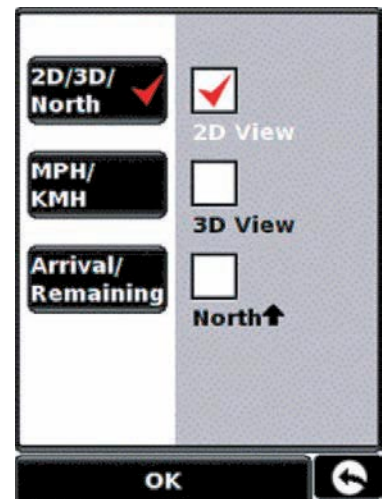 2D/3D/
North
2D View
MPH/
KMH
3D View
Arrival/
Remaining
North
OK